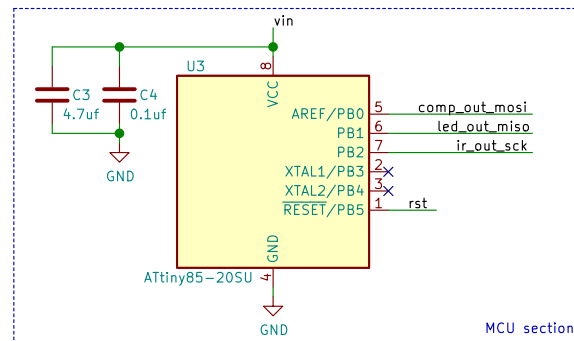 vin
U3
8
VCC
C3
4.7uf
C4
0.1uf
GND
AREF/PB0 5 comp_out_mosi
PB1 6 led_out_miso
PB2 7 ir_out_sck
XTAL1/PB3 2
XTAL2/PB4 3
RESET/PB5 1 rst
GND
4
ATtiny85-20SU
GND
MCU section